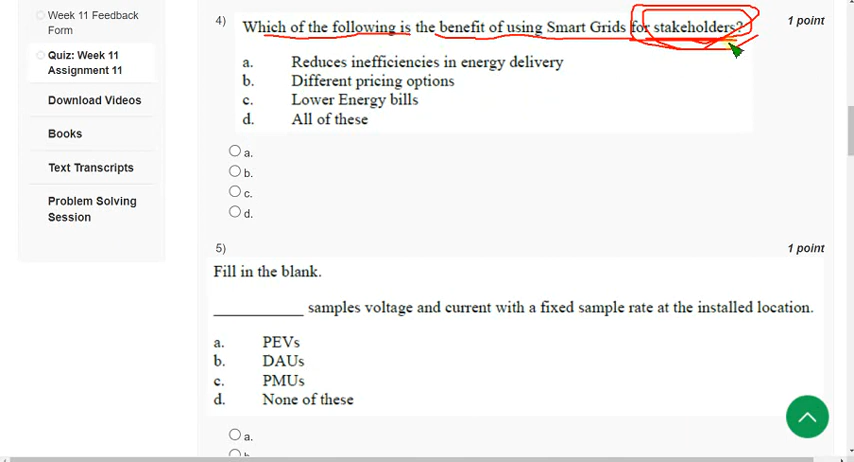 Week 11 Feedback
Form
Quiz: Week 11
Assignment 11
Download Videos
Books
Text Transcripts
Problem Solving
Session
4)
1 point
Which of the following is the benefit of using Smart Grids for stakeholders?
a. Reduces inefficiencies in energy delivery
b. Different pricing options
c. Lower Energy bills
d. All of these
a.
b.
c.
d.
5)
1 point
Fill in the blank.
____________ samples voltage and current with a fixed sample rate at the installed location.
a. PEVs
b. DAUs
c. PMUs
d. None of these
a.